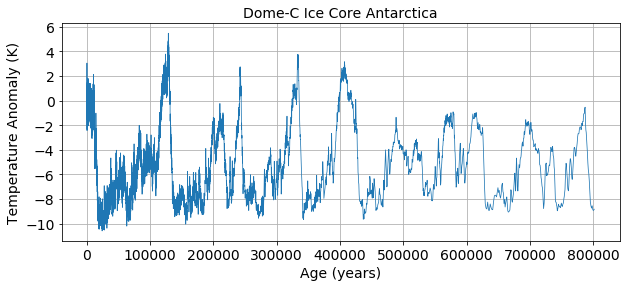 Dome-C Ice Core Antarctica
Temperature Anomaly (K)
6
4
2
0
−2
−4
−6
−8
−10
0 100000 200000 300000 400000 500000 600000 700000 800000
Age (years)